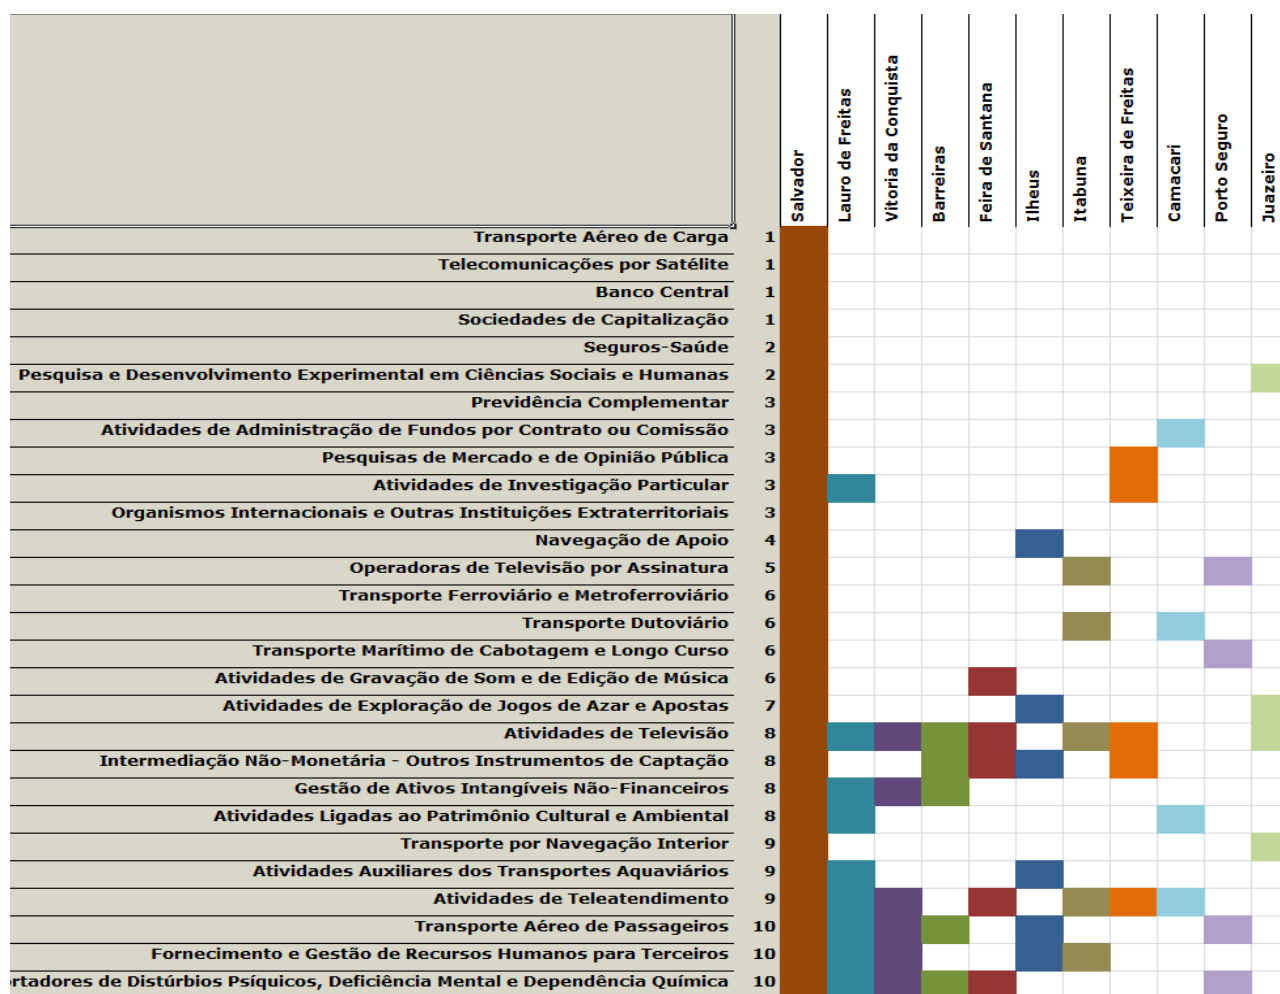 Salvador
Lauro de Freitas
Vitoria da Conquista
Barreiras
Feira de Santana
Ilheus
Itabuna
Teixeira de Freitas
Camacari
Porto Seguro
Juazeiro
Transporte Aéreo de Carga 1
Telecomunicações por Satélite 1
Banco Central 1
Sociedades de Capitalização 1
Seguros-Saúde 2
Pesquisa e Desenvolvimento Experimental em Ciências Sociais e Humanas 2
Previdência Complementar 3
Atividades de Administração de Fundos por Contrato ou Comissão 3
Pesquisas de Mercado e de Opinião Pública 3
Atividades de Investigação Particular 3
Organismos Internacionais e Outras Instituições Extraterritoriais 3
Navegação de Apoio 4
Operadoras de Televisão por Assinatura 5
Transporte Ferroviário e Metroferroviário 6
Transporte Dutoviário 6
Transporte Marítimo de Cabotagem e Longo Curso 6
Atividades de Gravação de Som e de Edição de Música 6
Atividades de Exploração de Jogos de Azar e Apostas 7
Atividades de Televisão 8
Intermediação Não-Monetária - Outros Instrumentos de Captação 8
Gestão de Ativos Intangíveis Não-Financeiros 8
Atividades Ligadas ao Patrimônio Cultural e Ambiental 8
Transporte por Navegação Interior 9
Atividades Auxiliares dos Transportes Aquaviários 9
Atividades de Teleatendimento 9
Transporte Aéreo de Passageiros 10
Fornecimento e Gestão de Recursos Humanos para Terceiros 10
rtadores de Distúrbios Psíquicos, Deficiência Mental e Dependência Química 10